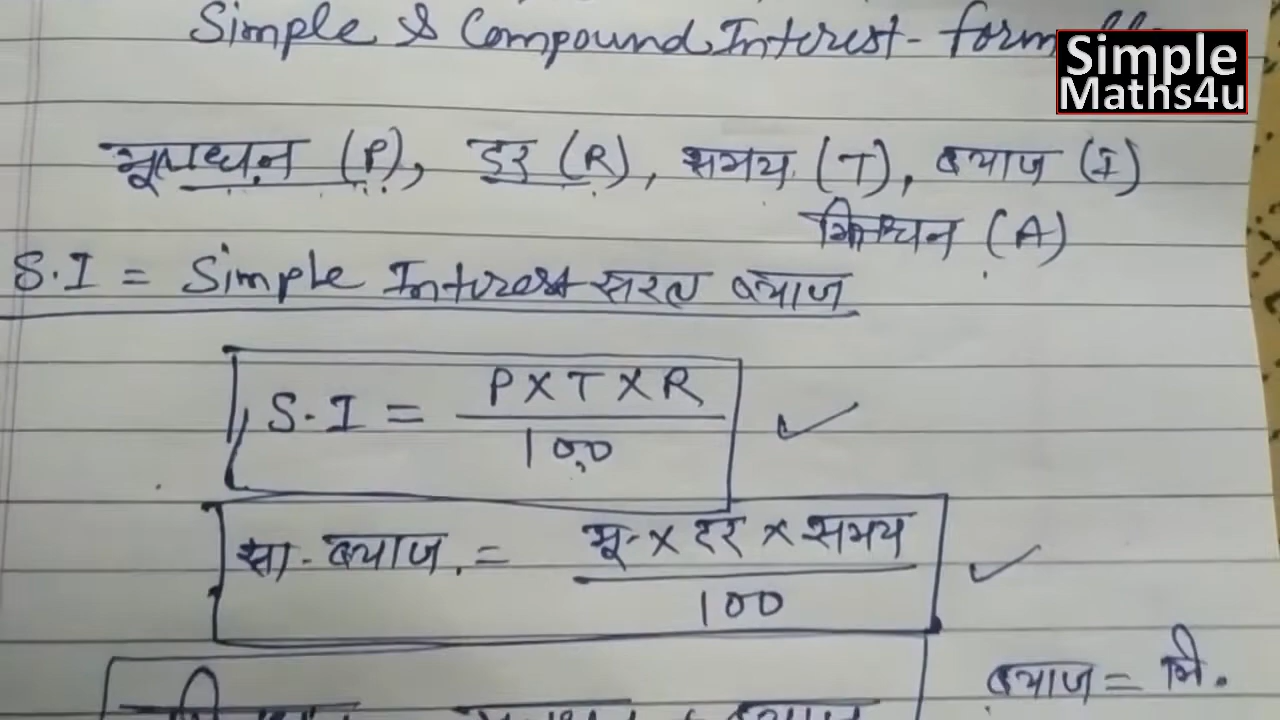 Simple & Compound Interest - form
Simple
Maths4u
मूलधन (P), दर (R), समय (T), ब्याज (I)
मिश्रधन (A)
S.I = Simple Interest सरल ब्याज
S.I = P X T X R
100
सा. ब्याज = मू. x दर x समय
100
ब्याज = मि.